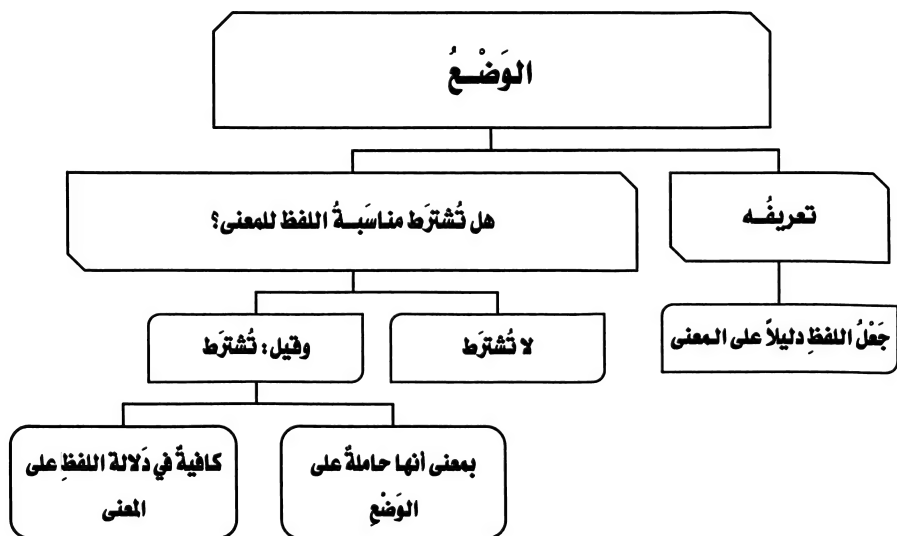 الوَضْـعُ
تعريفُـه
هل تُشترَط مناسَبـةُ اللفظ للمعنى؟
جَعْلُ اللفظِ دليلاً على المعنى
لا تُشترَط
وقيل: تُشترَط
بمعنى أنها حاملةٌ على
الوَضْعِ
كافيةٌ في دَلالة اللفظِ على
المعنى